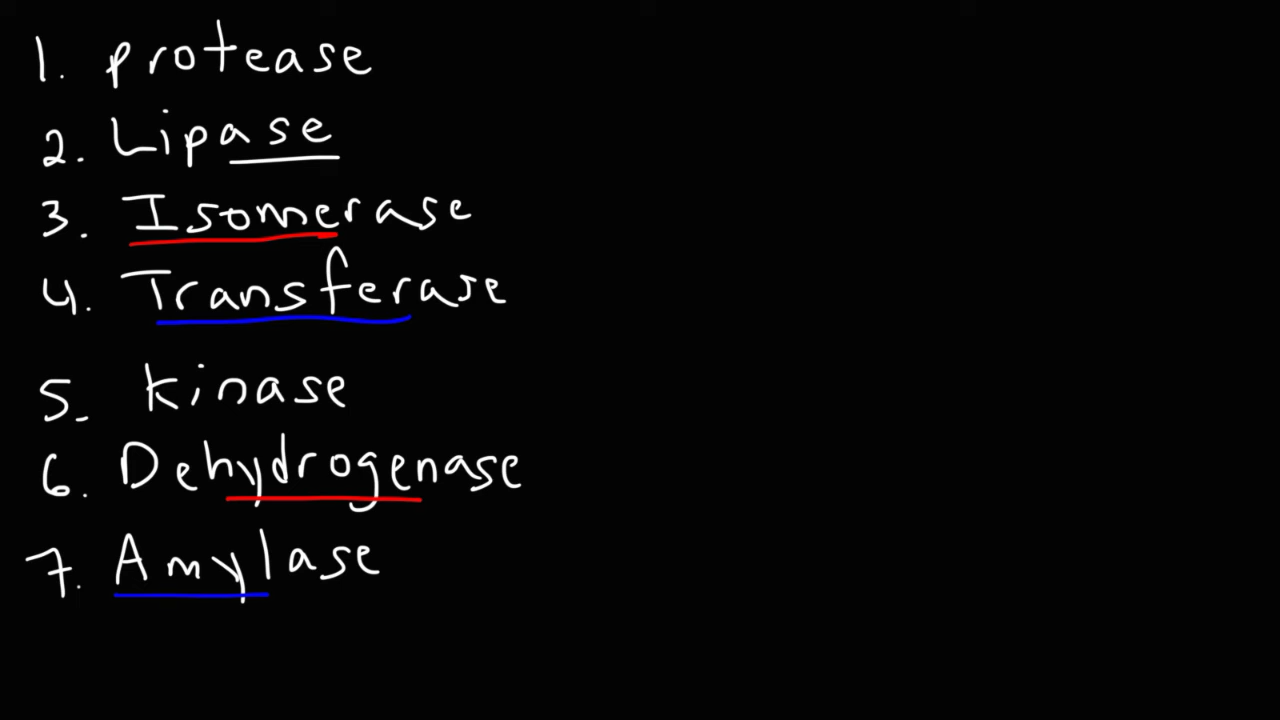 1. protease
2. Lipase
3. Isomerase
4. Transferase
5. kinase
6. Dehydrogenase
7. Amylase